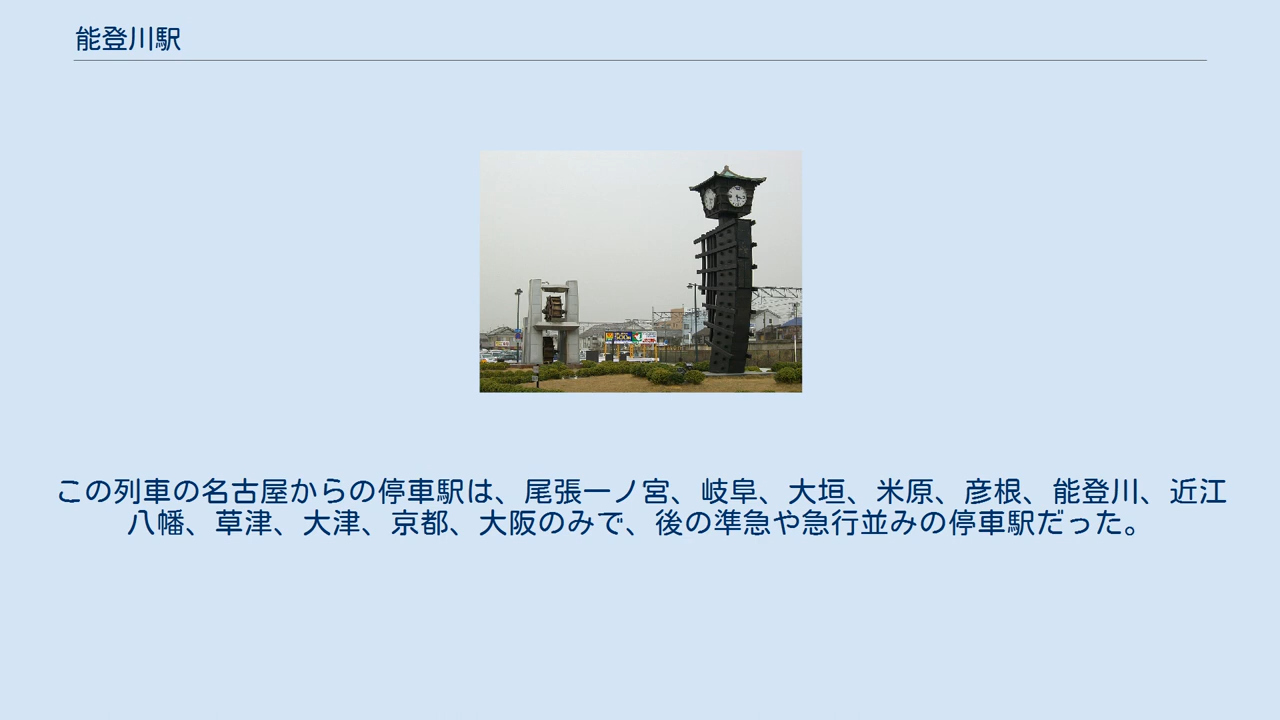 能登川駅
この列車の名古屋からの停車駅は、尾張一ノ宮、岐阜、大垣、米原、彦根、能登川、近江
八幡、草津、大津、京都、大阪のみで、後の準急や急行並みの停車駅だった。